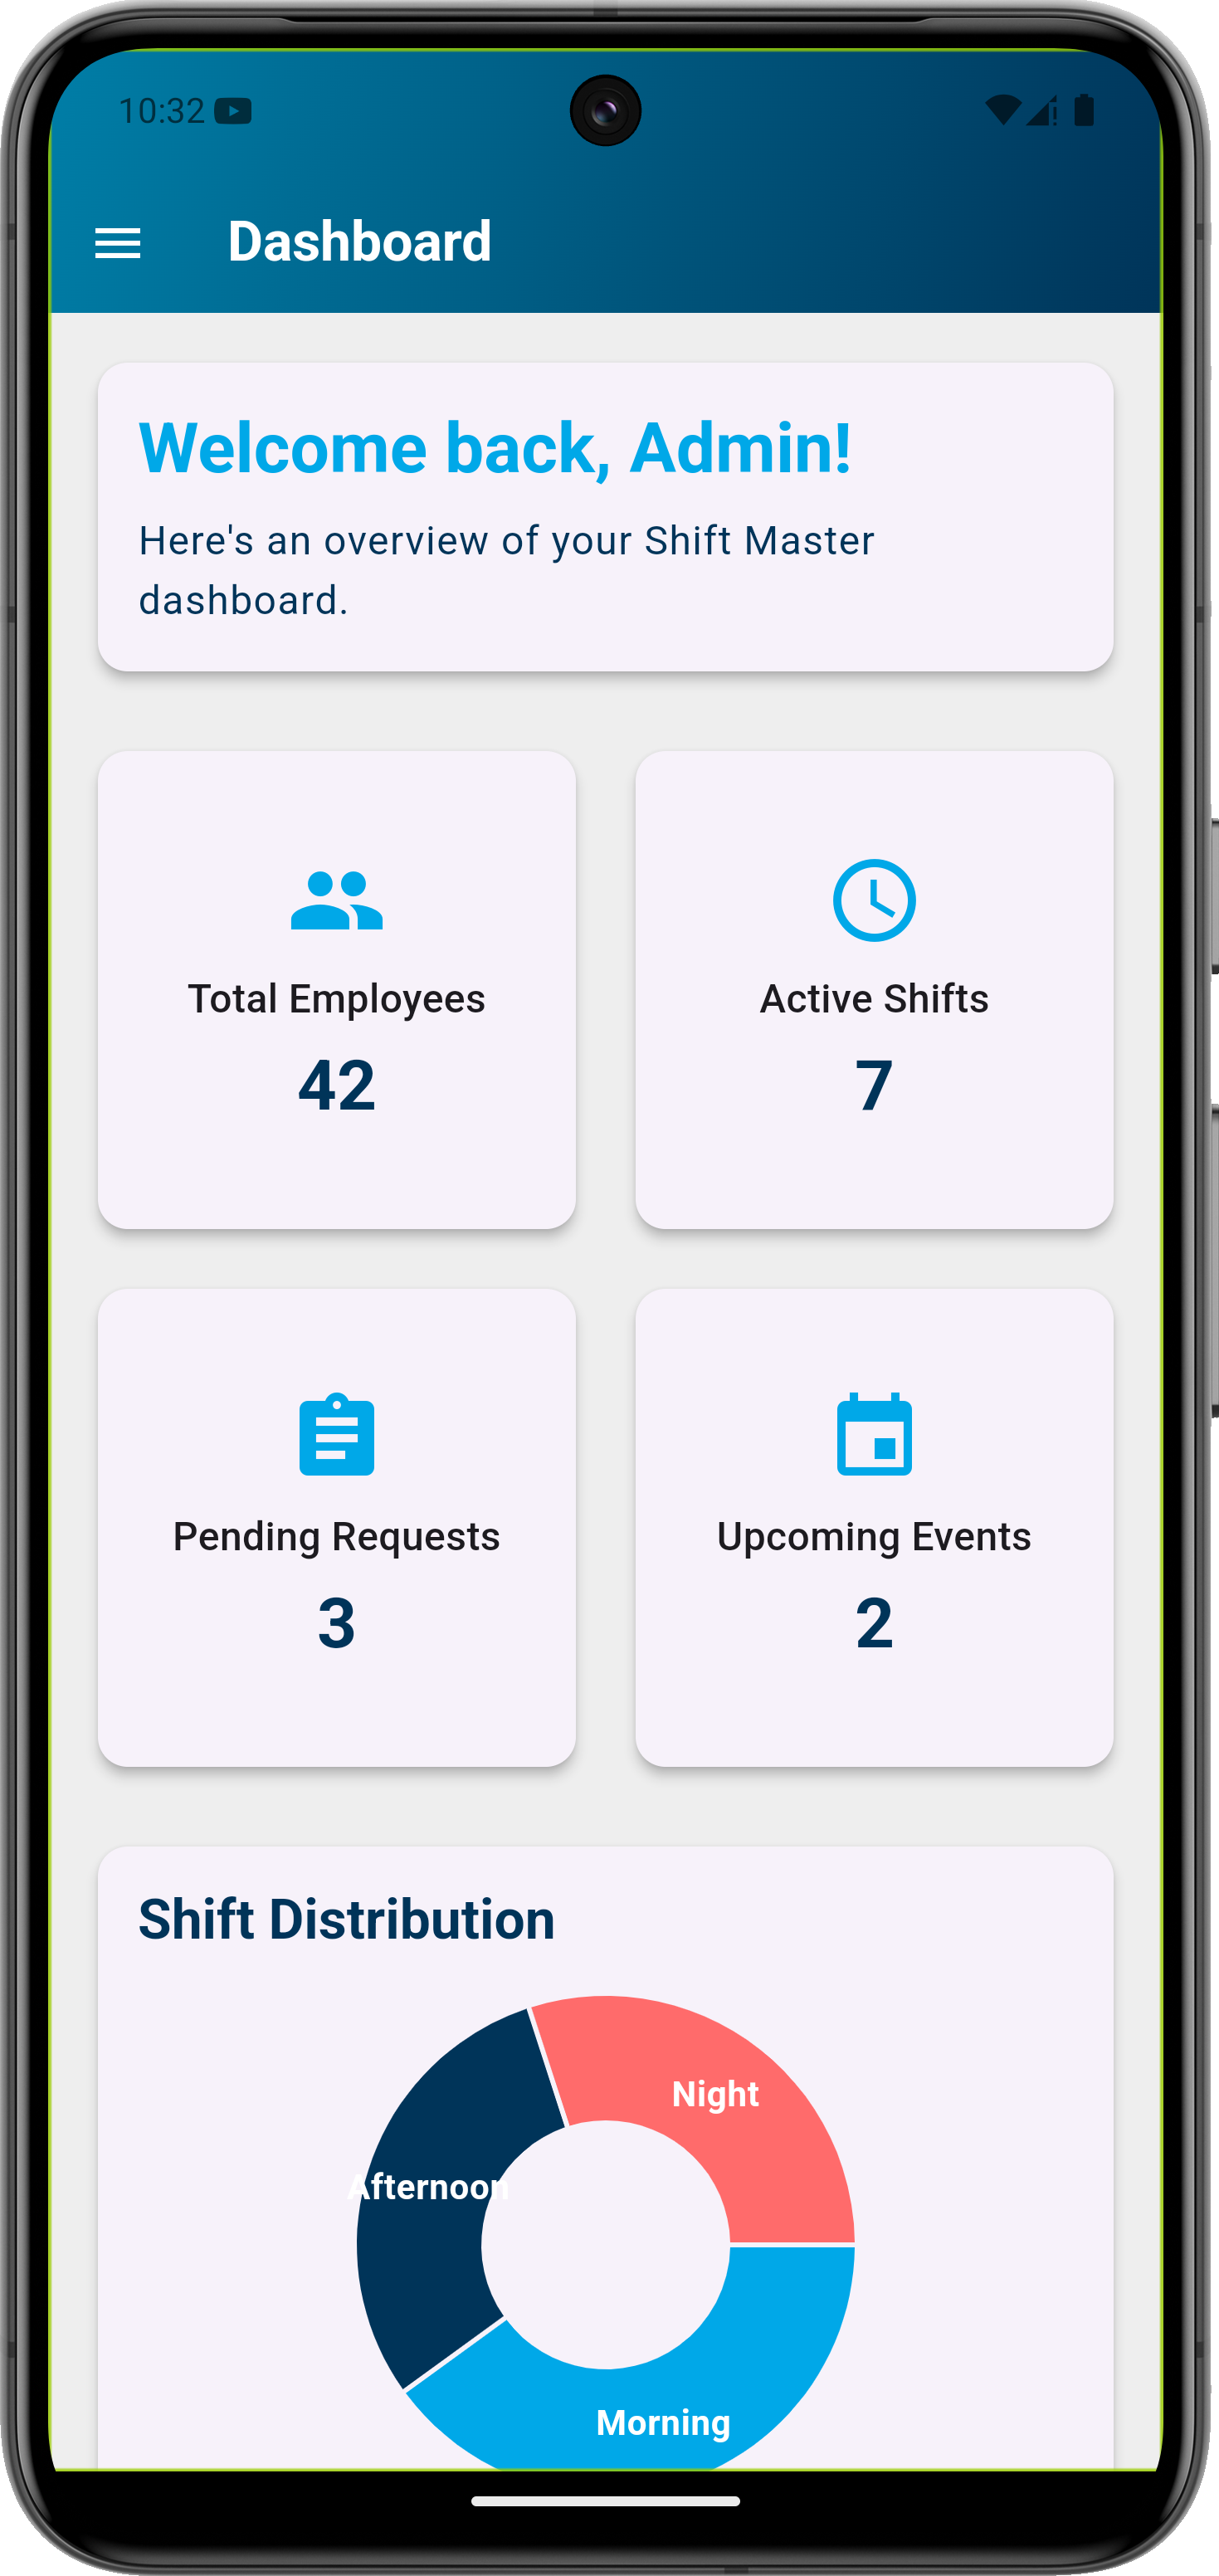 10:32
Dashboard
Welcome back, Admin!
Here's an overview of your Shift Master
dashboard.
Total Employees
42
Active Shifts
7
Pending Requests
3
Upcoming Events
2
Shift Distribution
Night
Afternoon
Morning